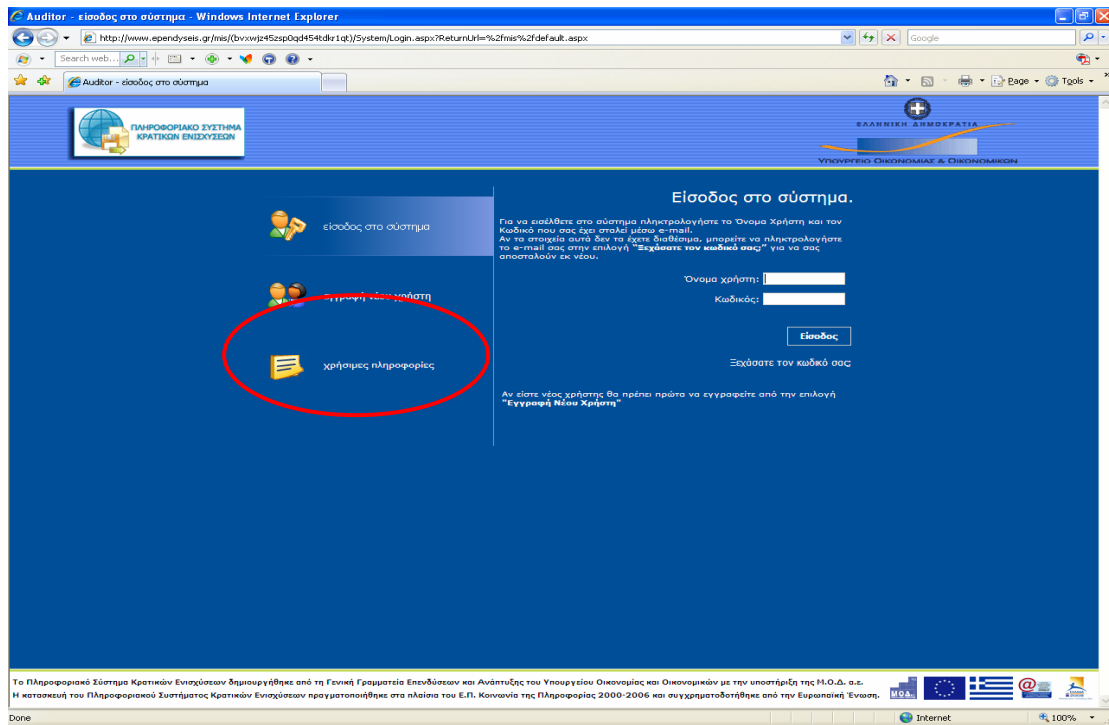 Auditor - είσοδος στο σύστημα - Windows Internet Explorer
http://www.ependyseis.gr/mis/(bvxwjz45zsp0qd454tdkr1qt)/System/Login.aspx?ReturnUrl=%2fmis%2fdefault.aspx
Google
Search web...
Auditor - είσοδος στο σύστημα
Page
Tools
ΠΛΗΡΟΦΟΡΙΑΚΟ ΣΥΣΤΗΜΑ
ΚΡΑΤΙΚΩΝ ΕΝΙΣΧΥΣΕΩΝ
ΕΛΛΗΝΙΚΗ ΔΗΜΟΚΡΑΤΙΑ
ΥΠΟΥΡΓΕΙΟ ΟΙΚΟΝΟΜΙΑΣ & ΟΙΚΟΝΟΜΙΚΩΝ
είσοδος στο σύστημα
εγγραφή νέου χρήστη
χρήσιμες πληροφορίες
Είσοδος στο σύστημα.
Για να εισέλθετε στο σύστημα πληκτρολογήστε το Όνομα Χρήστη και τον
Κωδικό που σας έχει σταλεί μέσω e-mail.
Αν τα στοιχεία αυτά δεν τα έχετε διαθέσιμα, μπορείτε να πληκτρολογήστε
το e-mail σας στην επιλογή "Ξεχάσατε τον κωδικό σας;" για να σας
αποσταλούν εκ νέου.
Όνομα χρήστη:
Κωδικός:
Είσοδος
Ξεχάσατε τον κωδικό σας;
Αν είστε νέος χρήστης θα πρέπει πρώτα να εγγραφείτε από την επιλογή
"Εγγραφή Νέου Χρήστη"
Το Πληροφοριακό Σύστημα Κρατικών Ενισχύσεων δημιουργήθηκε από τη Γενική Γραμματεία Επενδύσεων και Ανάπτυξης του Υπουργείου Οικονομίας και Οικονομικών με την υποστήριξη της Μ.Ο.Δ. α.ε.
Η κατασκευή του Πληροφοριακού Συστήματος Κρατικών Ενισχύσεων πραγματοποιήθηκε στα πλαίσια του Ε.Π. Κοινωνία της Πληροφορίας 2000-2006 και συγχρηματοδοτήθηκε από την Ευρωπαϊκή Ένωση.
ΜΟΔ
Done
Internet
100%